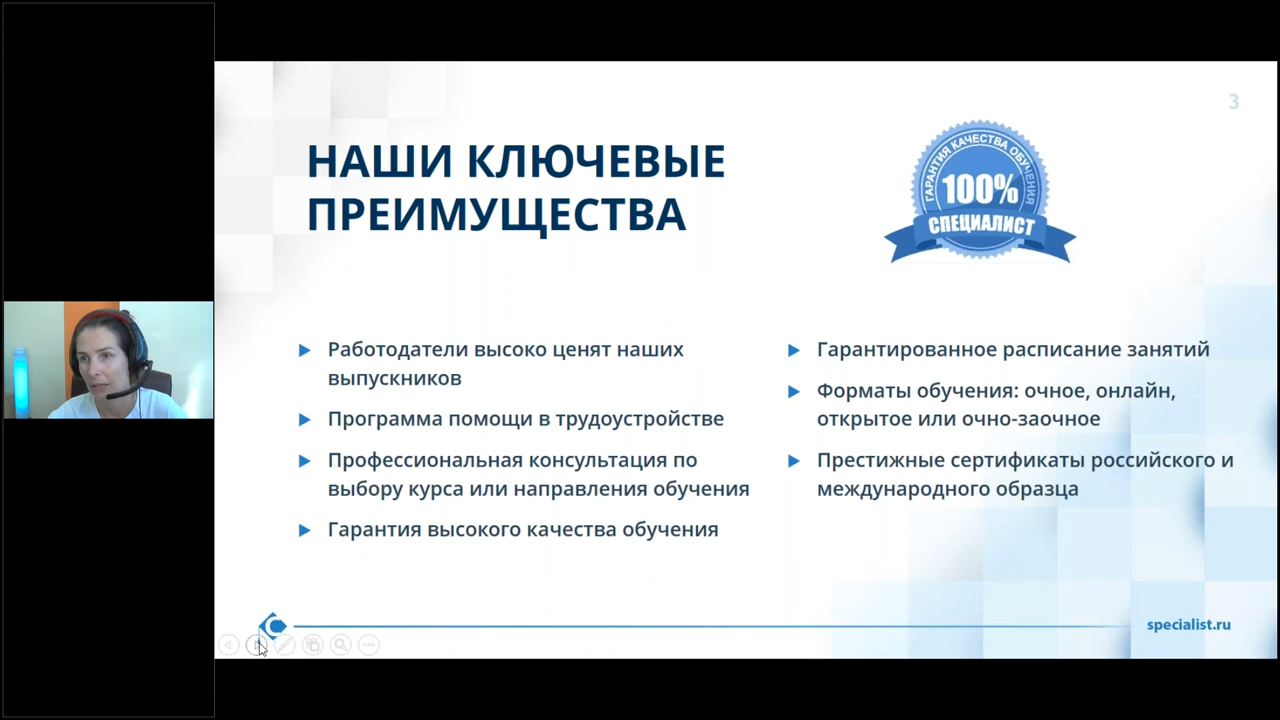 3
НАШИ КЛЮЧЕВЫЕ
ПРЕИМУЩЕСТВА
ГАРАНТИЯ КАЧЕСТВА ОБУЧЕНИЯ
100%
СПЕЦИАЛИСТ
Работодатели высоко ценят наших
выпускников
Программа помощи в трудоустройстве
Профессиональная консультация по
выбору курса или направления обучения
Гарантия высокого качества обучения
Гарантированное расписание занятий
Форматы обучения: очное, онлайн,
открытое или очно-заочное
Престижные сертификаты российского и
международного образца
specialist.ru